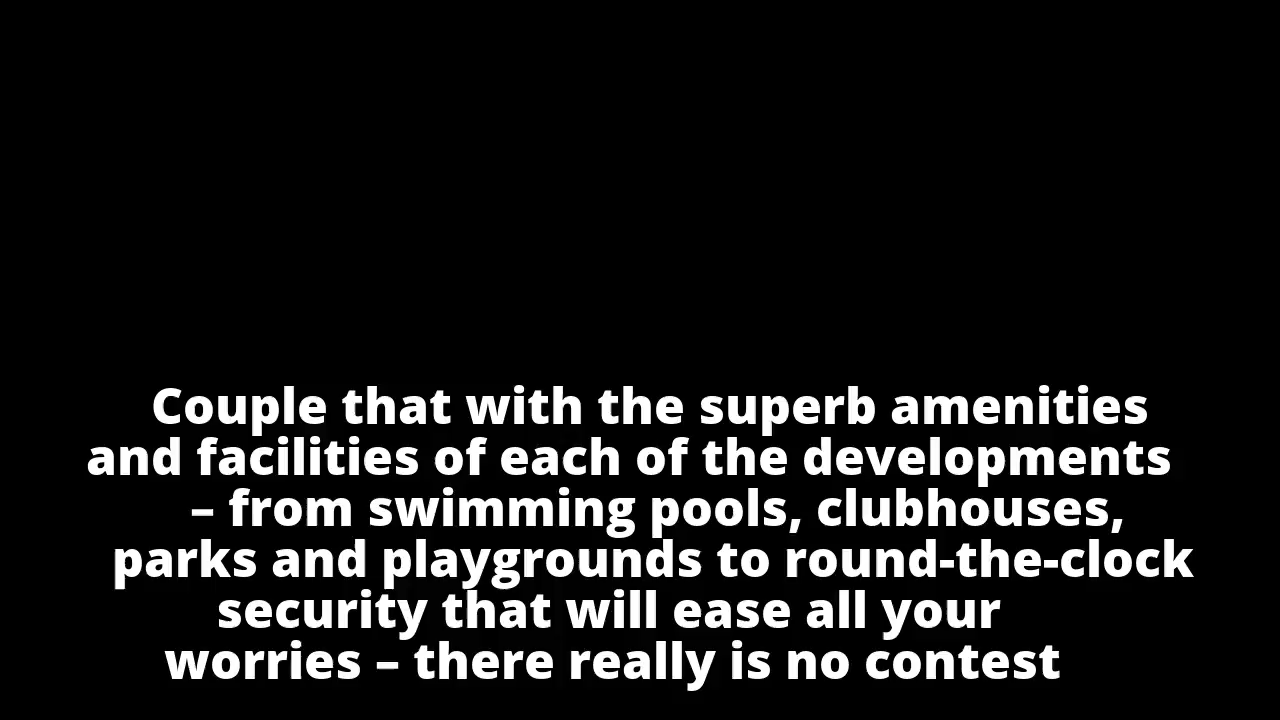 Couple that with the superb amenities
and facilities of each of the developments
– from swimming pools, clubhouses,
parks and playgrounds to round-the-clock
security that will ease all your
worries – there really is no contest